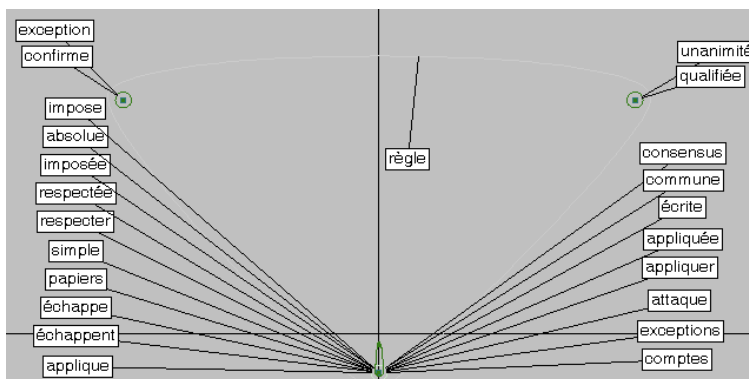 exception
confirme
impose
absolue
imposée
respectée
respecter
simple
papiers
échappe
échappent
applique
règle
unanimité
qualifiée
consensus
commune
écrite
appliquée
appliquer
attaque
exceptions
comptes